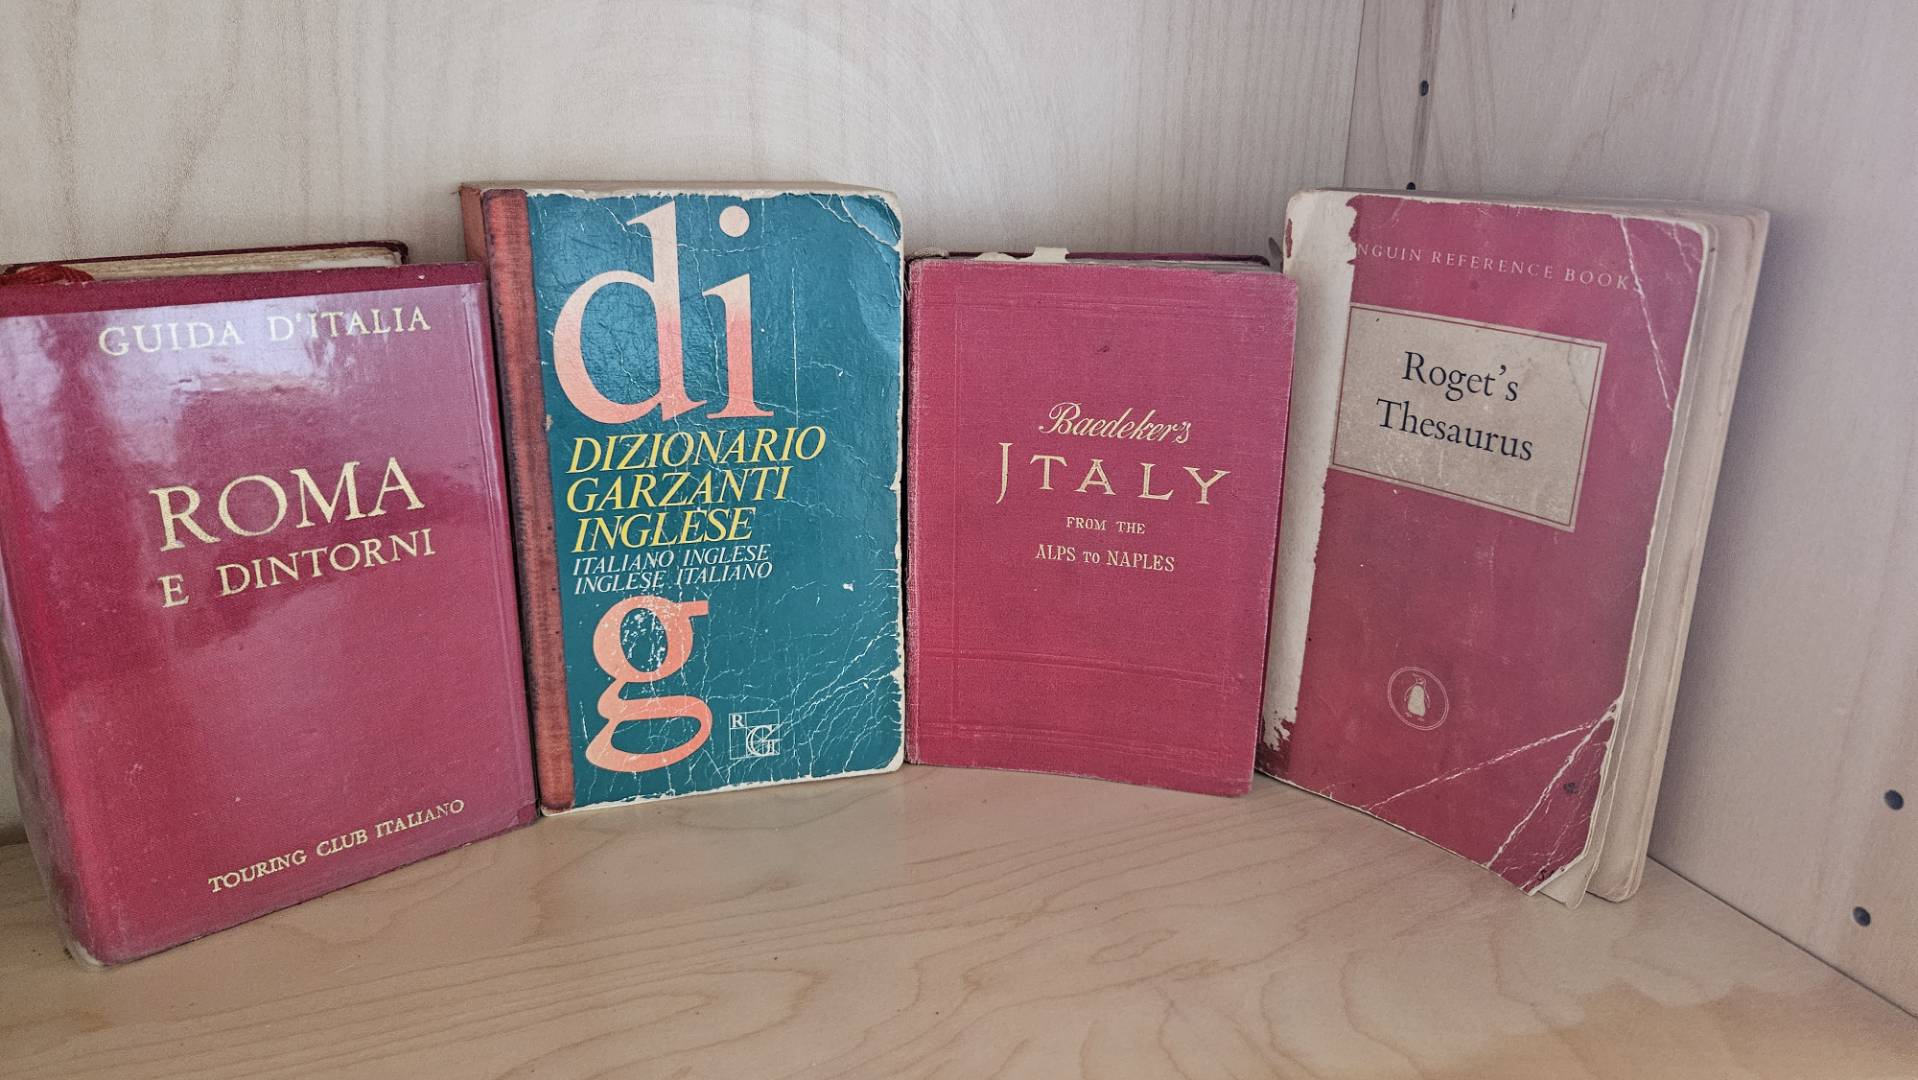 GUIDA D'ITALIA
ROMA
E DINTORNI
TOURING CLUB ITALIANO
di
DIZIONARIO
GARZANTI
INGLESE
ITALIANO INGLESE
INGLESE ITALIANO
g
Baedeker's
ITALY
FROM THE
ALPS TO NAPLES
NGUIN REFERENCE BOOKS
Roget's
Thesaurus